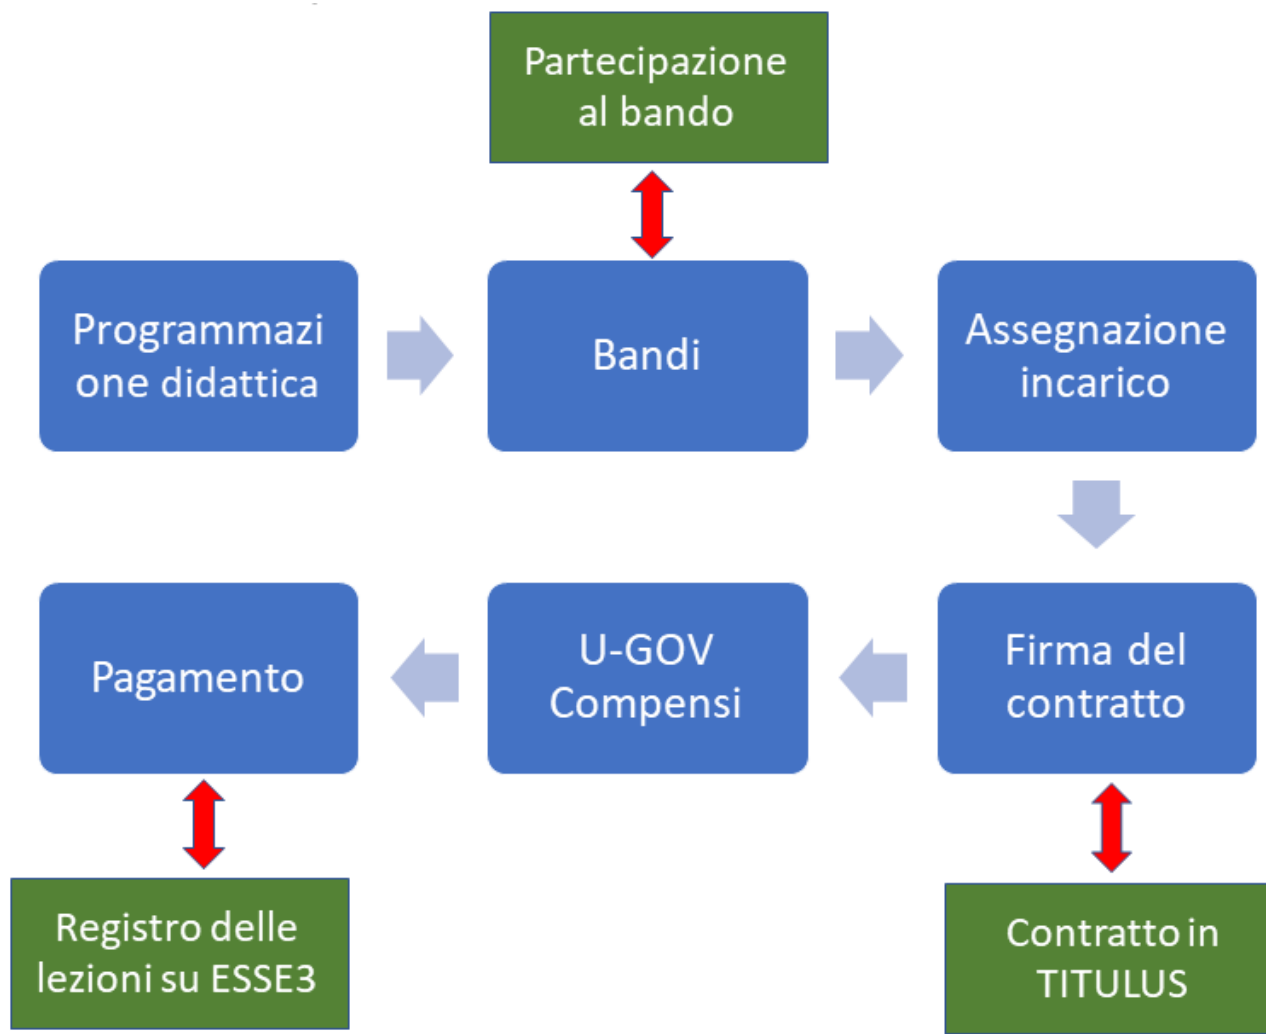 Partecipazione
al bando
Programmazi
one didattica
Bandi
Assegnazione
incarico
Pagamento
U-GOV
Compensi
Firma del
contratto
Registro delle
lezioni su ESSE3
Contratto in
TITULUS